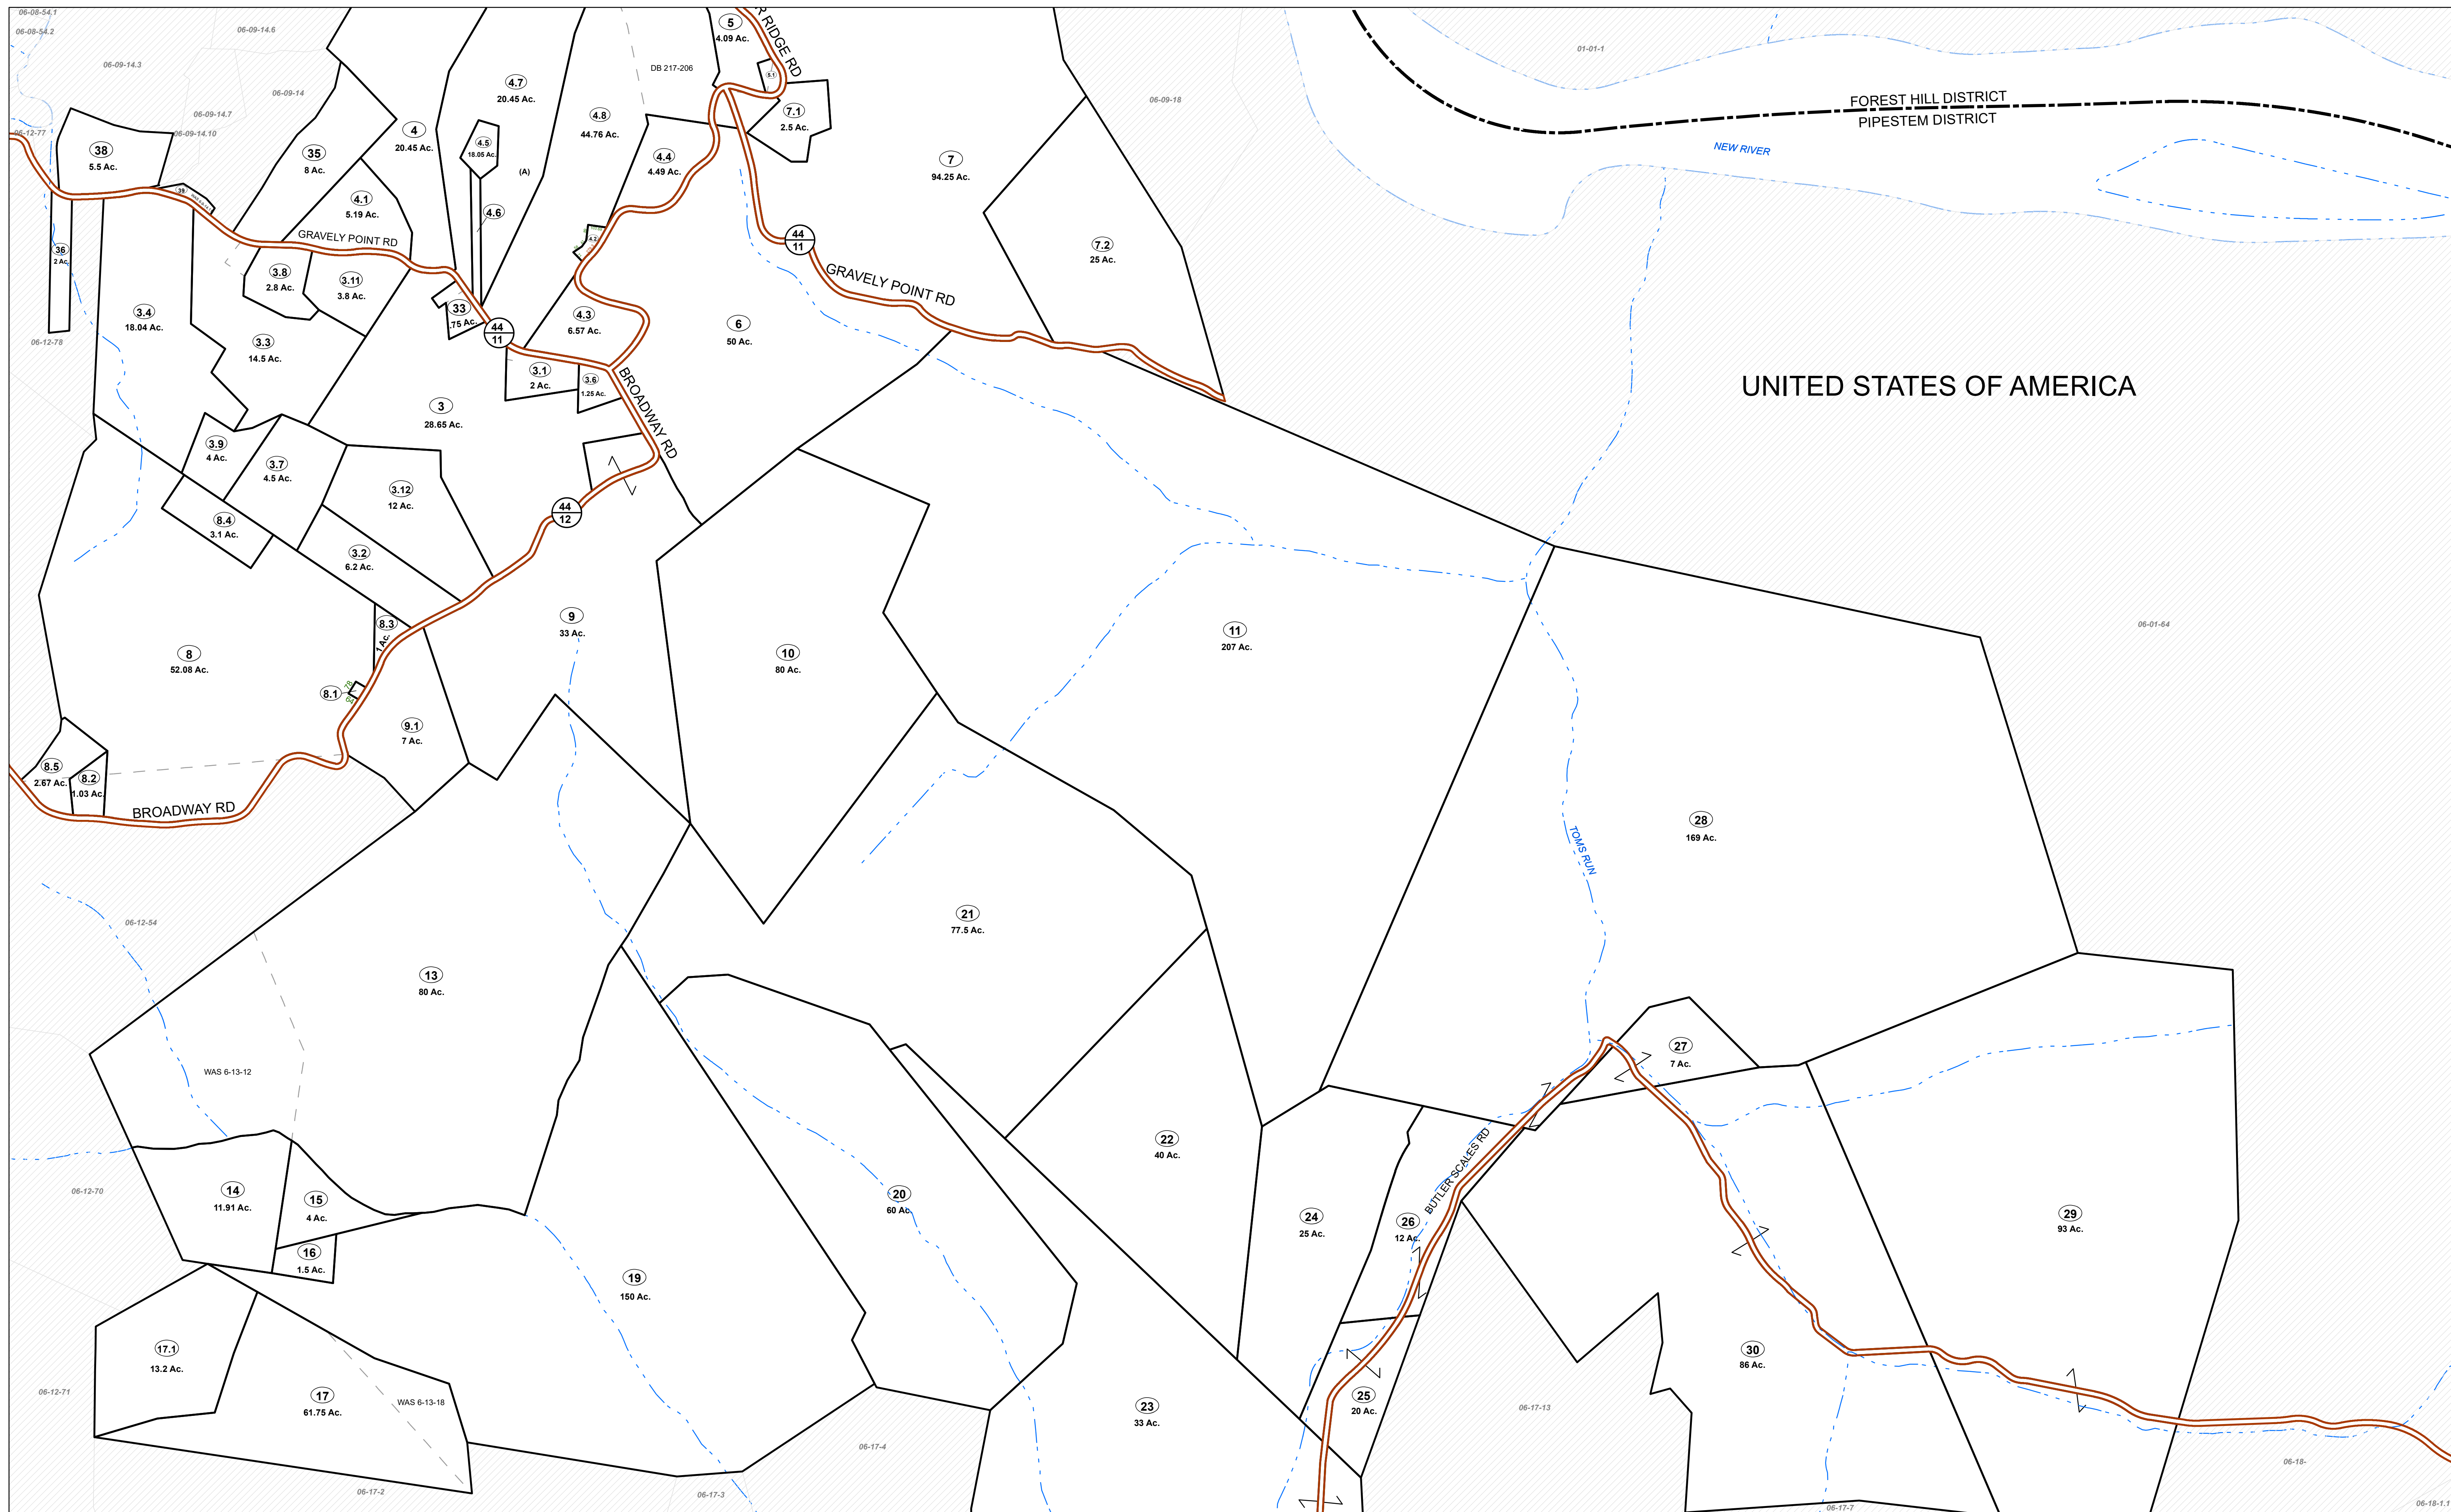 06-08-54.1
06-08-54.2
06-09-14.6
06-09-14.3
06-09-14
06-09-14.7
06-09-14.10
06-12-77
5
4.09 Ac.
R RIDGE RD
5.1
DB 217-206
4.7
20.45 Ac.
4.8
44.76 Ac.
4
20.45 Ac.
4.5
18.05 Ac.
(A)
4.6
4.4
4.49 Ac.
7.1
2.5 Ac.
06-09-18
01-01-1
FOREST HILL DISTRICT
PIPESTEM DISTRICT
NEW RIVER
38
5.5 Ac.
35
8 Ac.
39
4.1
5.19 Ac.
GRAVELY POINT RD
4.2
7
94.25 Ac.
7.2
25 Ac.
44
11
GRAVELY POINT RD
36
2 Ac.
3.8
2.8 Ac.
3.11
3.8 Ac.
3.4
18.04 Ac.
3.3
14.5 Ac.
33
.75 Ac.
44
11
4.3
6.57 Ac.
6
50 Ac.
06-12-78
3.1
2 Ac.
3.6
1.25 Ac.
BROADWAY RD
UNITED STATES OF AMERICA
3
28.65 Ac.
3.9
4 Ac.
3.7
4.5 Ac.
3.12
12 Ac.
8.4
3.1 Ac.
3.2
6.2 Ac.
44
12
8.3
1 Ac.
9
33 Ac.
8
52.08 Ac.
8.1
78
10
80 Ac.
11
207 Ac.
06-01-64
9.1
7 Ac.
8.5
2.67 Ac.
8.2
1.03 Ac.
BROADWAY RD
28
169 Ac.
TOMS RUN
06-12-54
21
77.5 Ac.
13
80 Ac.
WAS 6-13-12
27
7 Ac.
22
40 Ac.
BUTLER SCALES RD
06-12-70
14
11.91 Ac.
15
4 Ac.
16
1.5 Ac.
20
60 Ac.
24
25 Ac.
26
12 Ac.
29
93 Ac.
19
150 Ac.
17.1
13.2 Ac.
30
86 Ac.
06-12-71
17
61.75 Ac.
WAS 6-13-18
23
33 Ac.
25
20 Ac.
06-17-13
06-17-4
06-18-
06-17-2
06-17-3
06-17-7
06-18-1.1